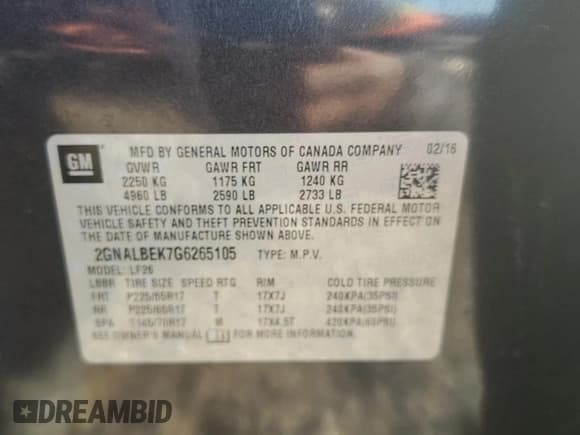 GM
MFD BY GENERAL MOTORS OF CANADA COMPANY 02/16
GVWR GAWR FRT GAWR RR
2250 KG 1175 KG 1240 KG
4960 LB 2590 LB 2733 LB
THIS VEHICLE CONFORMS TO ALL APPLICABLE U.S. FEDERAL MOTOR
VEHICLE SAFETY AND THEFT PREVENTION STANDARDS IN EFFECT ON
THE DATE OF MANUFACTURE SHOWN ABOVE.
2GNALBEK7G6265105 TYPE: M.P.V.
MODEL: LF26
LBBR TIRE SIZE SPEED RTG RIM COLD TIRE PRESSURE
FRT P225/65R17 T 17X7J 240KPA(35PSI)
RR P225/65R17 T 17X7J 240KPA(35PSI)
SPA T145/70R17 M 17X4.5T 420KPA(60PSI)
SEE OWNER'S MANUAL FOR MORE INFORMATION
DREAMBID